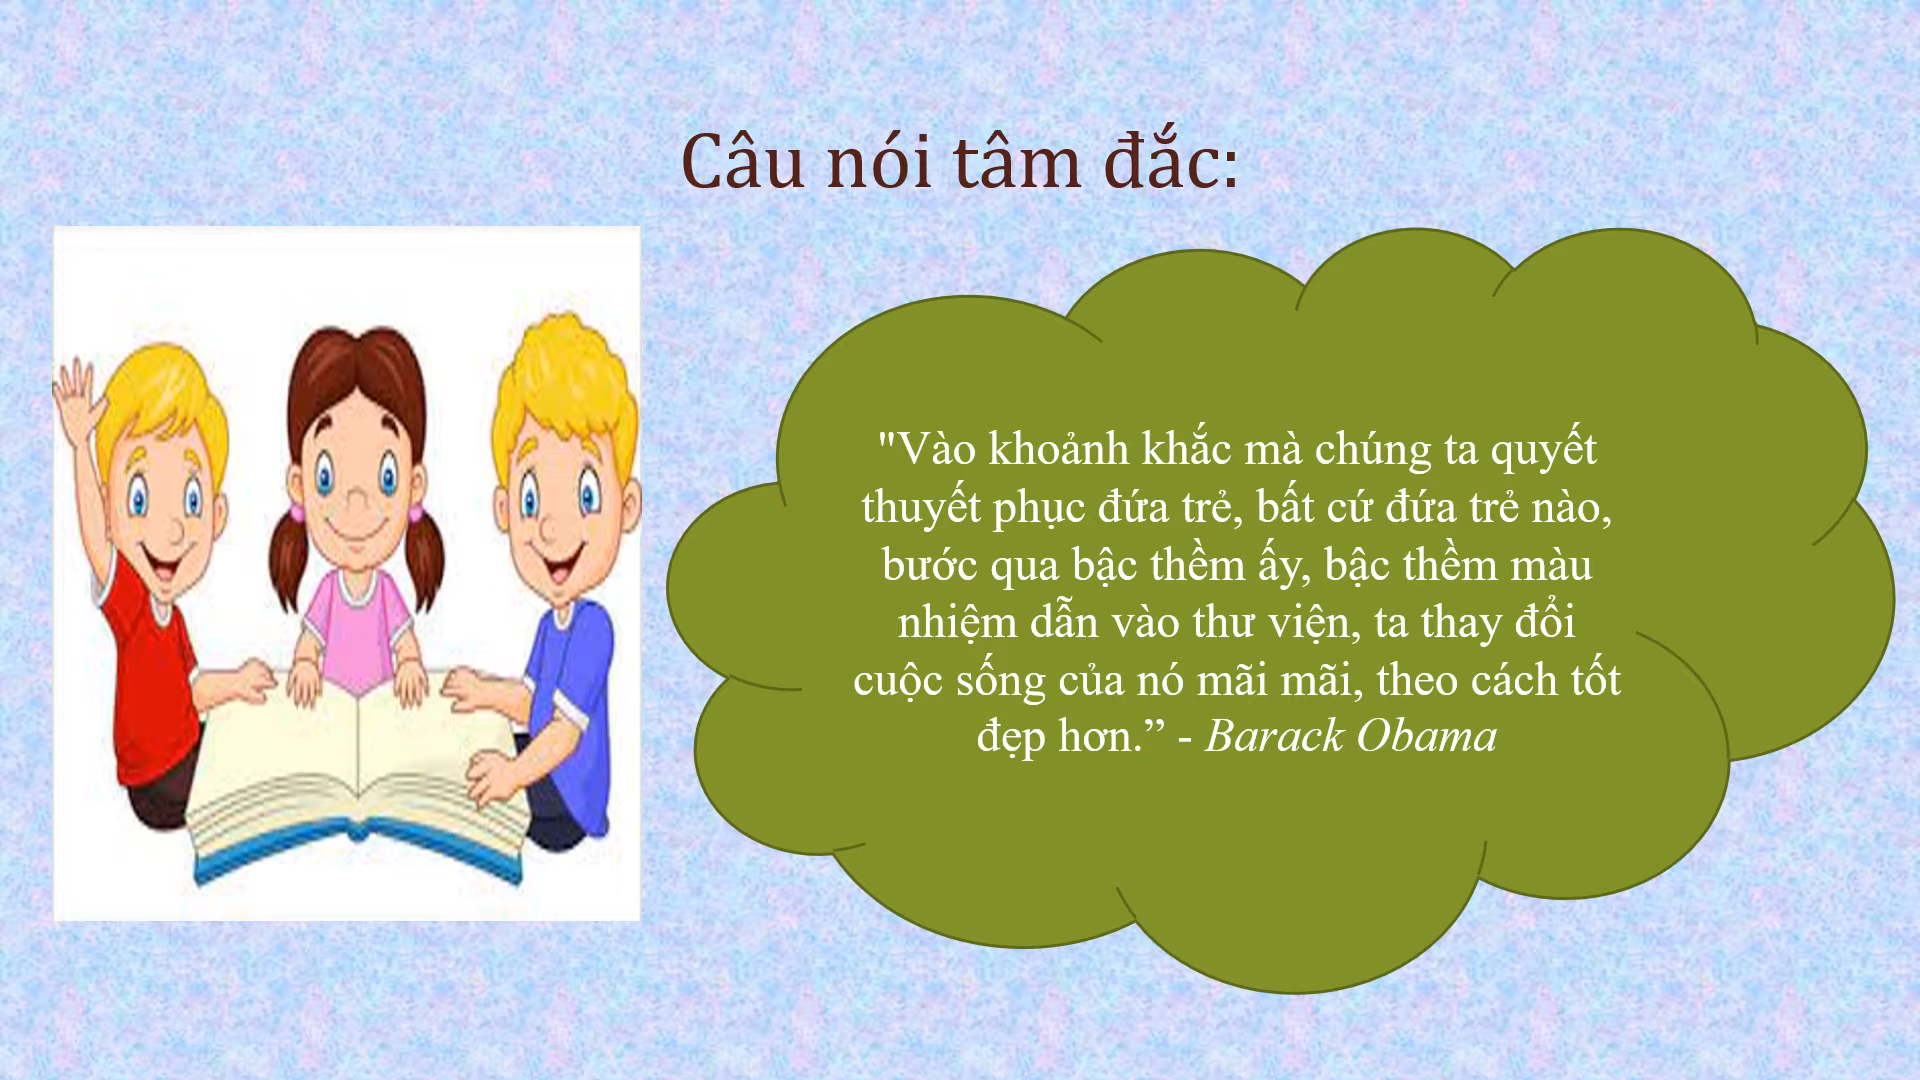 Câu nói tâm đắc:
"Vào khoảnh khắc mà chúng ta quyết
thuyết phục đứa trẻ, bất cứ đứa trẻ nào,
bước qua bậc thềm ấy, bậc thềm màu
nhiệm dẫn vào thư viện, ta thay đổi
cuộc sống của nó mãi mãi, theo cách tốt
đẹp hơn.” - Barack Obama